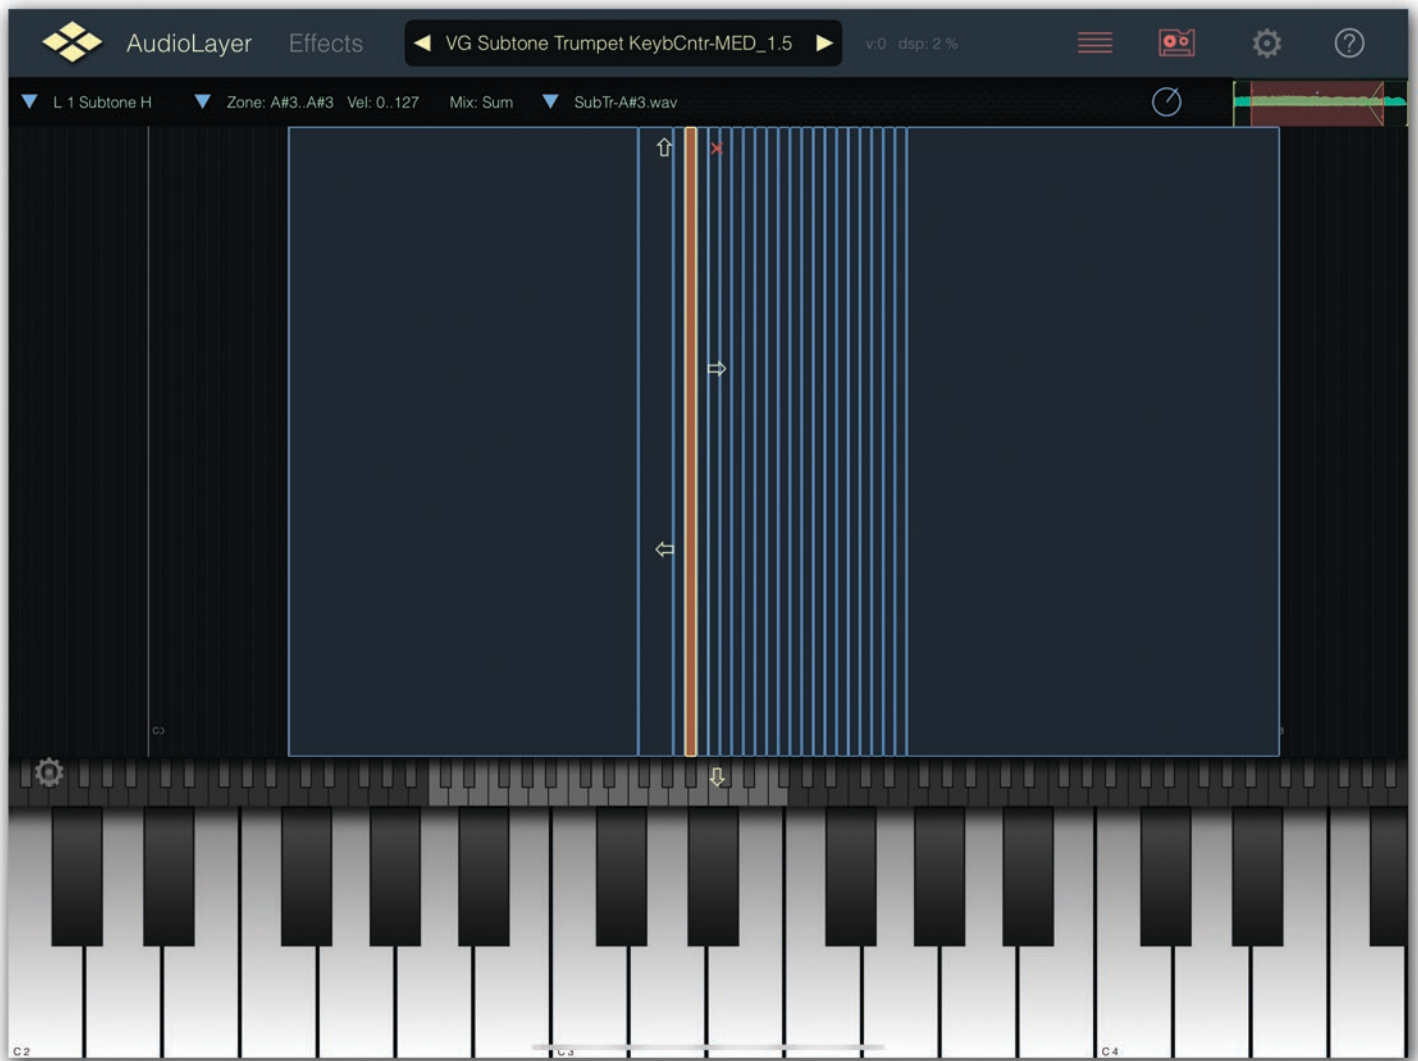 AudioLayer Effects VG Subtone Trumpet KeybCntr-MED_1.5 v:0 dsp: 2 % ?
L 1 Subtone H Zone: A#3..A#3 Vel: 0..127 Mix: Sum SubTr-A#3.wav
C2 C3 C4